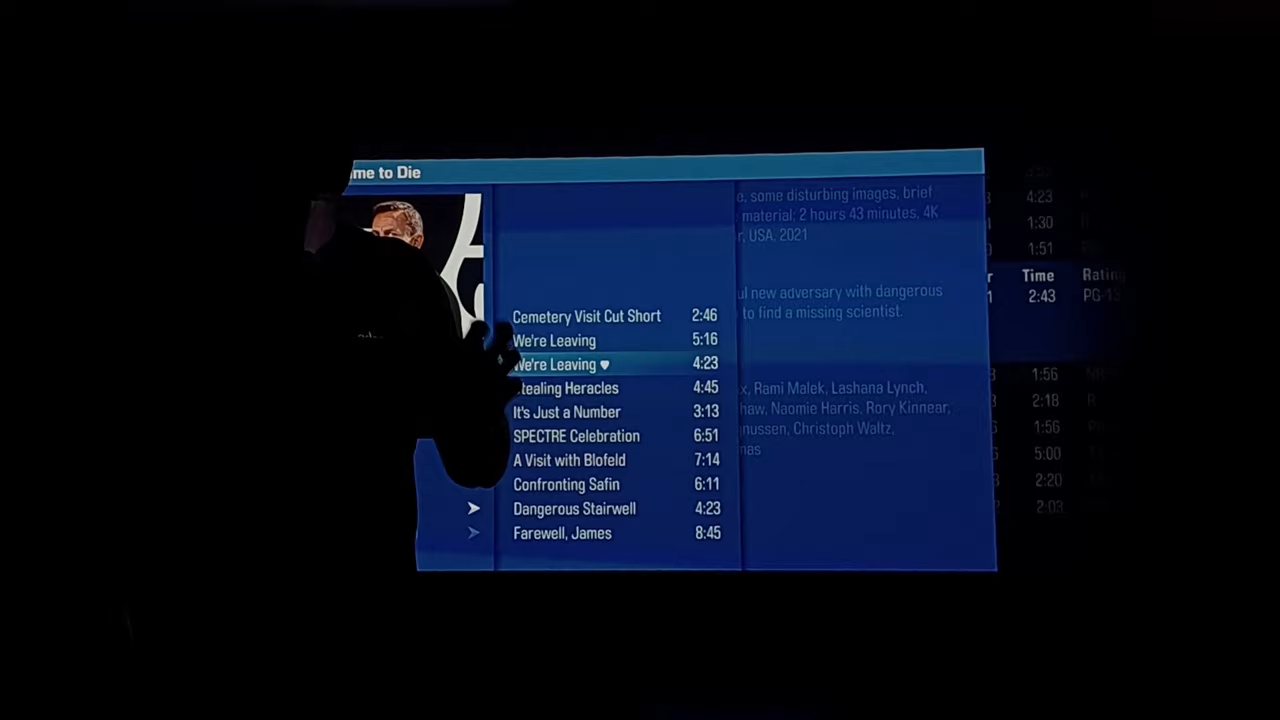 me to Die
e, some disturbing images, brief
material; 2 hours 43 minutes, 4K
r, USA, 2021
ul new adversary with dangerous
to find a missing scientist.
x, Rami Malek, Lashana Lynch,
haw, Naomie Harris, Rory Kinnear,
nussen, Christoph Waltz,
mas
Cemetery Visit Cut Short 2:46
We're Leaving 5:16
We're Leaving ♥ 4:23
tealing Heracles 4:45
It's Just a Number 3:13
SPECTRE Celebration 6:51
A Visit with Blofeld 7:14
Confronting Safin 6:11
Dangerous Stairwell 4:23
Farewell, James 8:45
4:23
1:30
1:51
r Time Rating
1 2:43 PG-13
1:56
2:18 R
1:56
5:00
2:20
2:03